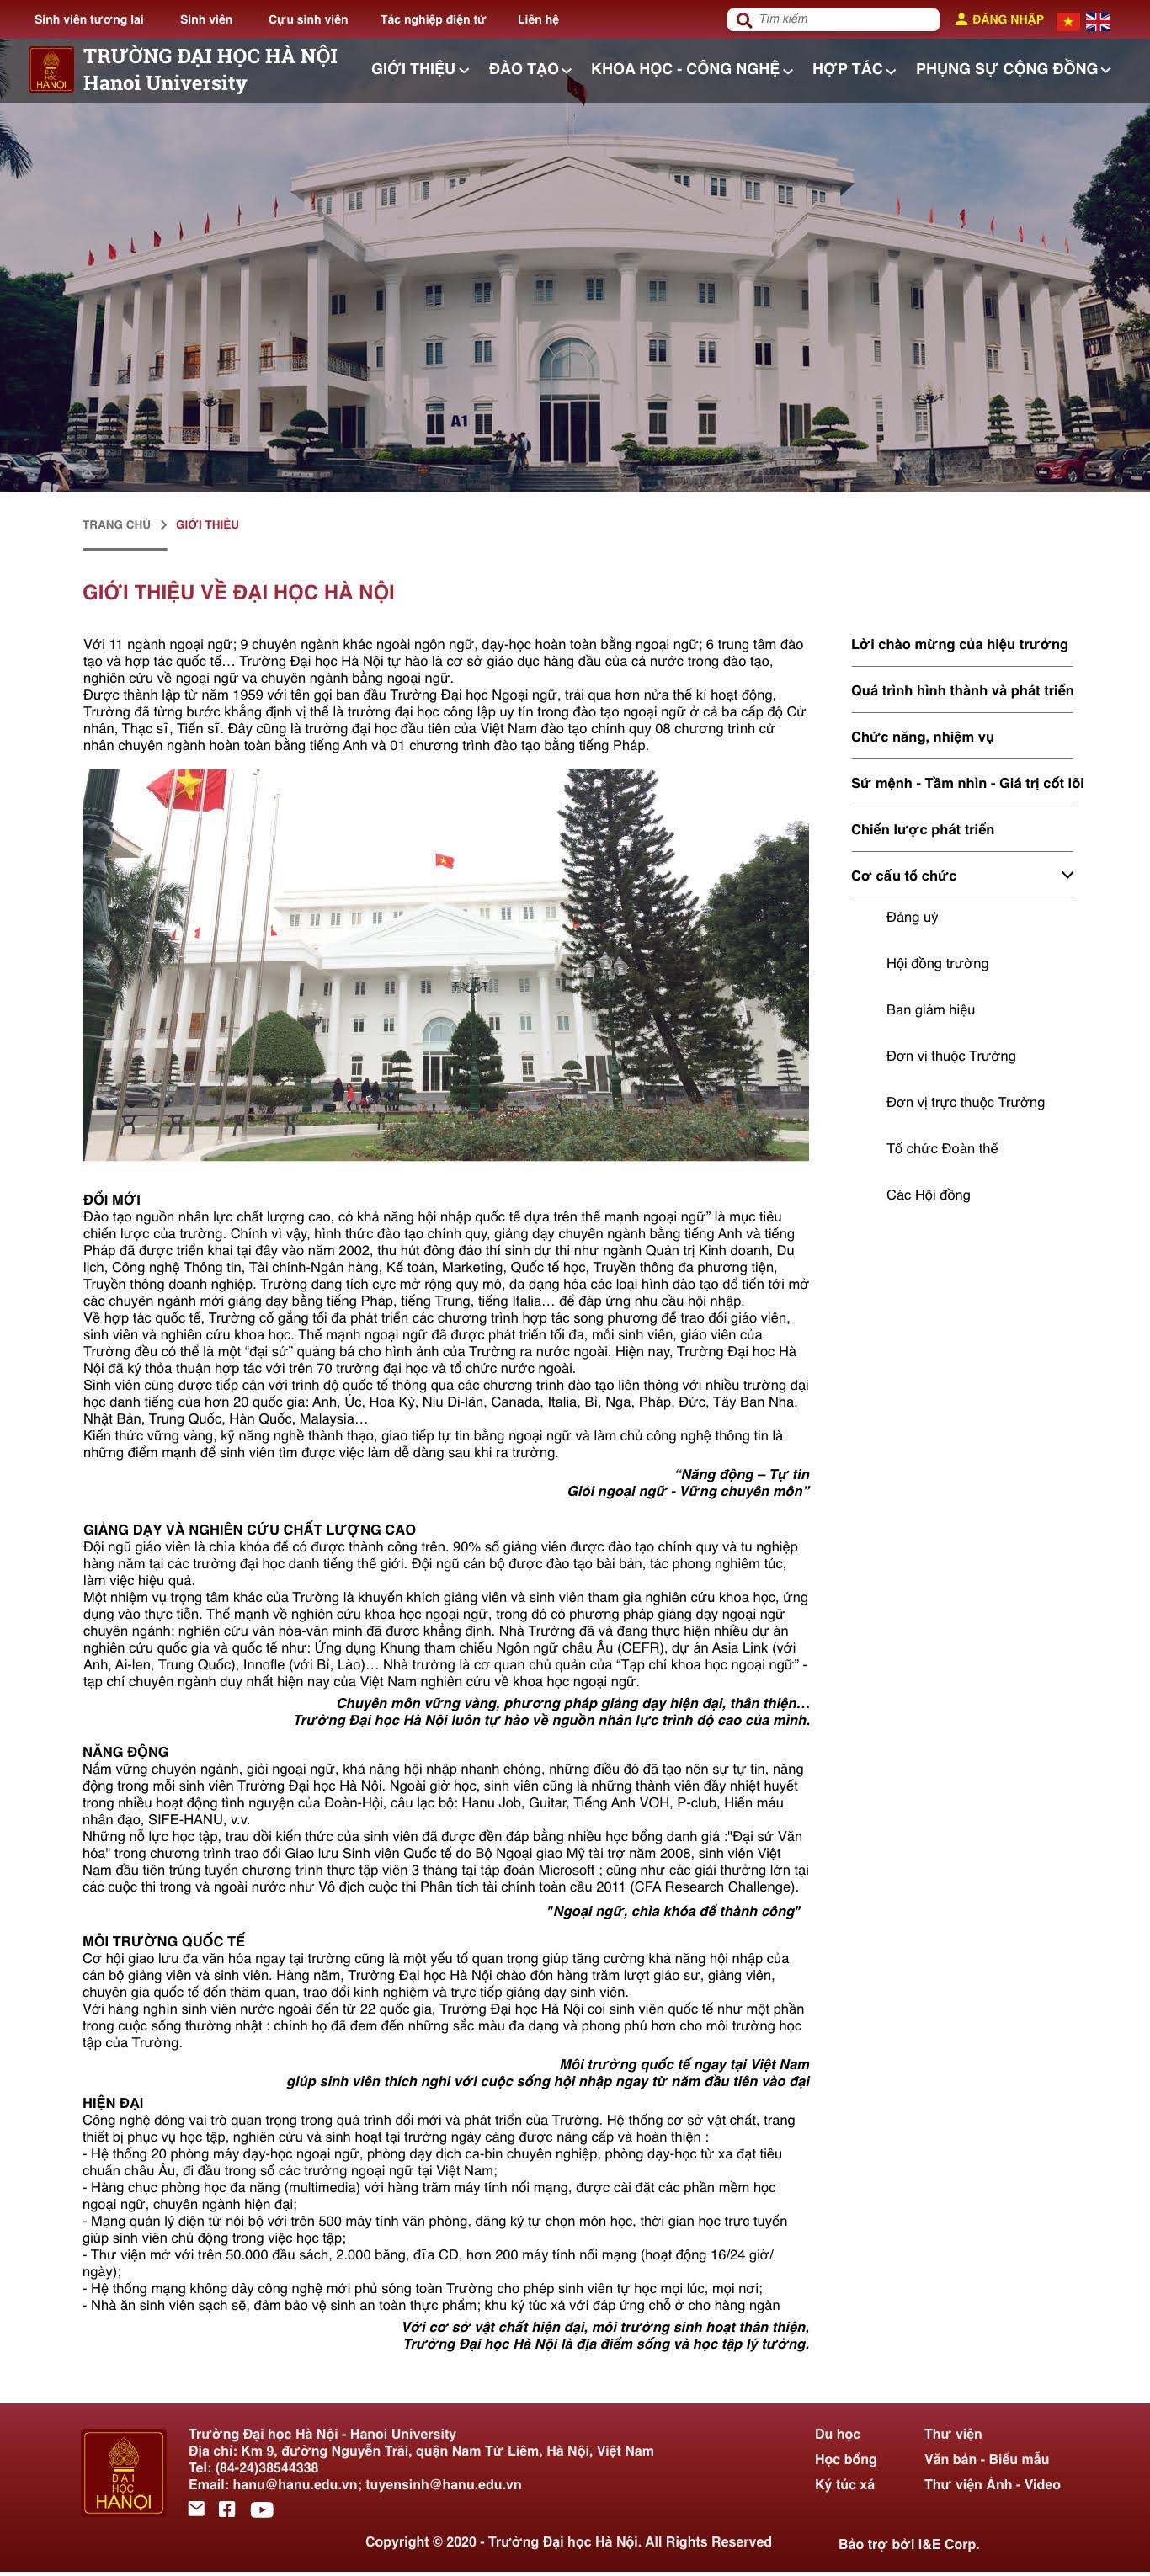 Sinh viên tương lai
Sinh viên
Cựu sinh viên
Tác nghiệp điện tử
Liên hệ
Tìm kiếm
ĐĂNG NHẬP
ĐẠI
HỌC
HÀNỘI
TRƯỜNG ĐẠI HỌC HÀ NỘI
Hanoi University
GIỚI THIỆU
ĐÀO TẠO
KHOA HỌC - CÔNG NGHỆ
HỢP TÁC
PHỤNG SỰ CỘNG ĐỒNG
A1
TRANG CHỦ
GIỚI THIỆU
GIỚI THIỆU VỀ ĐẠI HỌC HÀ NỘI
Với 11 ngành ngoại ngữ; 9 chuyên ngành khác ngoài ngôn ngữ, dạy-học hoàn toàn bằng ngoại ngữ; 6 trung tâm đào
tạo và hợp tác quốc tế… Trường Đại học Hà Nội tự hào là cơ sở giáo dục hàng đầu của cả nước trong đào tạo,
nghiên cứu về ngoại ngữ và chuyên ngành bằng ngoại ngữ.
Được thành lập từ năm 1959 với tên gọi ban đầu Trường Đại học Ngoại ngữ, trải qua hơn nửa thế kỉ hoạt động,
Trường đã từng bước khẳng định vị thế là trường đại học công lập uy tín trong đào tạo ngoại ngữ ở cả ba cấp độ Cử
nhân, Thạc sĩ, Tiến sĩ. Đây cũng là trường đại học đầu tiên của Việt Nam đào tạo chính quy 08 chương trình cử
nhân chuyên ngành hoàn toàn bằng tiếng Anh và 01 chương trình đào tạo bằng tiếng Pháp.
Lời chào mừng của hiệu trưởng
Quá trình hình thành và phát triển
Chức năng, nhiệm vụ
Sứ mệnh - Tầm nhìn - Giá trị cốt lõi
Chiến lược phát triển
Cơ cấu tổ chức
Đảng uỷ
Hội đồng trường
Ban giám hiệu
Đơn vị thuộc Trường
Đơn vị trực thuộc Trường
Tổ chức Đoàn thể
Các Hội đồng
ĐỔI MỚI
Đào tạo nguồn nhân lực chất lượng cao, có khả năng hội nhập quốc tế dựa trên thế mạnh ngoại ngữ” là mục tiêu
chiến lược của trường. Chính vì vậy, hình thức đào tạo chính quy, giảng dạy chuyên ngành bằng tiếng Anh và tiếng
Pháp đã được triển khai tại đây vào năm 2002, thu hút đông đảo thí sinh dự thi như ngành Quản trị Kinh doanh, Du
lịch, Công nghệ Thông tin, Tài chính-Ngân hàng, Kế toán, Marketing, Quốc tế học, Truyền thông đa phương tiện,
Truyền thông doanh nghiệp. Trường đang tích cực mở rộng quy mô, đa dạng hóa các loại hình đào tạo để tiến tới mở
các chuyên ngành mới giảng dạy bằng tiếng Pháp, tiếng Trung, tiếng Italia… để đáp ứng nhu cầu hội nhập.
Về hợp tác quốc tế, Trường cố gắng tối đa phát triển các chương trình hợp tác song phương để trao đổi giáo viên,
sinh viên và nghiên cứu khoa học. Thế mạnh ngoại ngữ đã được phát triển tối đa, mỗi sinh viên, giáo viên của
Trường đều có thể là một “đại sứ” quảng bá cho hình ảnh của Trường ra nước ngoài. Hiện nay, Trường Đại học Hà
Nội đã ký thỏa thuận hợp tác với trên 70 trường đại học và tổ chức nước ngoài.
Sinh viên cũng được tiếp cận với trình độ quốc tế thông qua các chương trình đào tạo liên thông với nhiều trường đại
học danh tiếng của hơn 20 quốc gia: Anh, Úc, Hoa Kỳ, Niu Di-lân, Canada, Italia, Bỉ, Nga, Pháp, Đức, Tây Ban Nha,
Nhật Bản, Trung Quốc, Hàn Quốc, Malaysia…
Kiến thức vững vàng, kỹ năng nghề thành thạo, giao tiếp tự tin bằng ngoại ngữ và làm chủ công nghệ thông tin là
những điểm mạnh để sinh viên tìm được việc làm dễ dàng sau khi ra trường.
“Năng động – Tự tin
Giỏi ngoại ngữ - Vững chuyên môn”
GIẢNG DẠY VÀ NGHIÊN CỨU CHẤT LƯỢNG CAO
Đội ngũ giáo viên là chìa khóa để có được thành công trên. 90% số giảng viên được đào tạo chính quy và tu nghiệp
hàng năm tại các trường đại học danh tiếng thế giới. Đội ngũ cán bộ được đào tạo bài bản, tác phong nghiêm túc,
làm việc hiệu quả.
Một nhiệm vụ trọng tâm khác của Trường là khuyến khích giảng viên và sinh viên tham gia nghiên cứu khoa học, ứng
dụng vào thực tiễn. Thế mạnh về nghiên cứu khoa học ngoại ngữ, trong đó có phương pháp giảng dạy ngoại ngữ
chuyên ngành; nghiên cứu văn hóa-văn minh đã được khẳng định. Nhà Trường đã và đang thực hiện nhiều dự án
nghiên cứu quốc gia và quốc tế như: Ứng dụng Khung tham chiếu Ngôn ngữ châu Âu (CEFR), dự án Asia Link (với
Anh, Ai-len, Trung Quốc), Innofle (với Bỉ, Lào)… Nhà trường là cơ quan chủ quản của “Tạp chí khoa học ngoại ngữ” -
tạp chí chuyên ngành duy nhất hiện nay của Việt Nam nghiên cứu về khoa học ngoại ngữ.
Chuyên môn vững vàng, phương pháp giảng dạy hiện đại, thân thiện…
Trường Đại học Hà Nội luôn tự hào về nguồn nhân lực trình độ cao của mình.
NĂNG ĐỘNG
Nắm vững chuyên ngành, giỏi ngoại ngữ, khả năng hội nhập nhanh chóng, những điều đó đã tạo nên sự tự tin, năng
động trong mỗi sinh viên Trường Đại học Hà Nội. Ngoài giờ học, sinh viên cũng là những thành viên đầy nhiệt huyết
trong nhiều hoạt động tình nguyện của Đoàn-Hội, câu lạc bộ: Hanu Job, Guitar, Tiếng Anh VOH, P-club, Hiến máu
nhân đạo, SIFE-HANU, v.v.
Những nỗ lực học tập, trau dồi kiến thức của sinh viên đã được đền đáp bằng nhiều học bổng danh giá :"Đại sứ Văn
hóa" trong chương trình trao đổi Giao lưu Sinh viên Quốc tế do Bộ Ngoại giao Mỹ tài trợ năm 2008, sinh viên Việt
Nam đầu tiên trúng tuyển chương trình thực tập viên 3 tháng tại tập đoàn Microsoft ; cũng như các giải thưởng lớn tại
các cuộc thi trong và ngoài nước như Vô địch cuộc thi Phân tích tài chính toàn cầu 2011 (CFA Research Challenge).
"Ngoại ngữ, chìa khóa để thành công"
MÔI TRƯỜNG QUỐC TẾ
Cơ hội giao lưu đa văn hóa ngay tại trường cũng là một yếu tố quan trọng giúp tăng cường khả năng hội nhập của
cán bộ giảng viên và sinh viên. Hàng năm, Trường Đại học Hà Nội chào đón hàng trăm lượt giáo sư, giảng viên,
chuyên gia quốc tế đến thăm quan, trao đổi kinh nghiệm và trực tiếp giảng dạy sinh viên.
Với hàng nghìn sinh viên nước ngoài đến từ 22 quốc gia, Trường Đại học Hà Nội coi sinh viên quốc tế như một phần
trong cuộc sống thường nhật : chính họ đã đem đến những sắc màu đa dạng và phong phú hơn cho môi trường học
tập của Trường.
Môi trường quốc tế ngay tại Việt Nam
giúp sinh viên thích nghi với cuộc sống hội nhập ngay từ năm đầu tiên vào đại
HIỆN ĐẠI
Công nghệ đóng vai trò quan trọng trong quá trình đổi mới và phát triển của Trường. Hệ thống cơ sở vật chất, trang
thiết bị phục vụ học tập, nghiên cứu và sinh hoạt tại trường ngày càng được nâng cấp và hoàn thiện :
- Hệ thống 20 phòng máy dạy-học ngoại ngữ, phòng dạy dịch ca-bin chuyên nghiệp, phòng dạy-học từ xa đạt tiêu
chuẩn châu Âu, đi đầu trong số các trường ngoại ngữ tại Việt Nam;
- Hàng chục phòng học đa năng (multimedia) với hàng trăm máy tính nối mạng, được cài đặt các phần mềm học
ngoại ngữ, chuyên ngành hiện đại;
- Mạng quản lý điện tử nội bộ với trên 500 máy tính văn phòng, đăng ký tự chọn môn học, thời gian học trực tuyến
giúp sinh viên chủ động trong việc học tập;
- Thư viện mở với trên 50.000 đầu sách, 2.000 băng, đĩa CD, hơn 200 máy tính nối mạng (hoạt động 16/24 giờ/
ngày);
- Hệ thống mạng không dây công nghệ mới phủ sóng toàn Trường cho phép sinh viên tự học mọi lúc, mọi nơi;
- Nhà ăn sinh viên sạch sẽ, đảm bảo vệ sinh an toàn thực phẩm; khu ký túc xá với đáp ứng chỗ ở cho hàng ngàn
Với cơ sở vật chất hiện đại, môi trường sinh hoạt thân thiện,
Trường Đại học Hà Nội là địa điểm sống và học tập lý tưởng.
ĐẠI
HỌC
HÀNỘI
Trường Đại học Hà Nội - Hanoi University
Địa chỉ: Km 9, đường Nguyễn Trãi, quận Nam Từ Liêm, Hà Nội, Việt Nam
Tel: (84-24)38544338
Email: hanu@hanu.edu.vn; tuyensinh@hanu.edu.vn
Du học
Học bổng
Ký túc xá
Thư viện
Văn bản - Biểu mẫu
Thư viện Ảnh - Video
Copyright © 2020 - Trường Đại học Hà Nội. All Rights Reserved
Bảo trợ bởi I&E Corp.